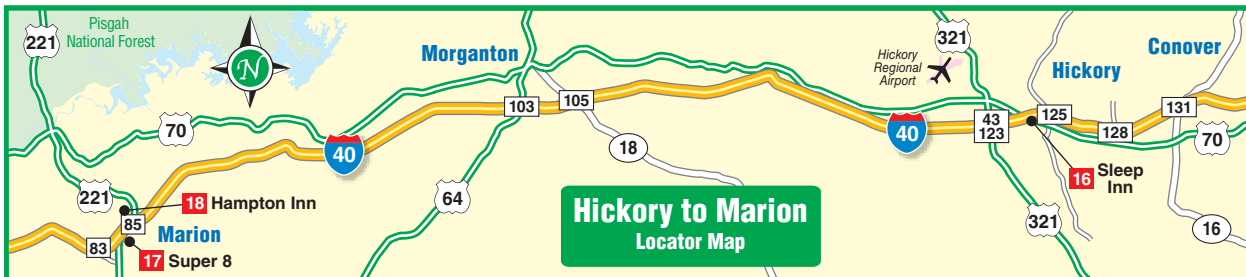 221
Pisgah
National Forest
N
70
40
Morganton
103
105
18
64
Hickory to Marion
Locator Map
221
18 Hampton Inn
85
83
Marion
17 Super 8
321
Hickory
Regional
Airport
40
43
123
Hickory
125
128
Conover
131
70
16 Sleep
Inn
321
16